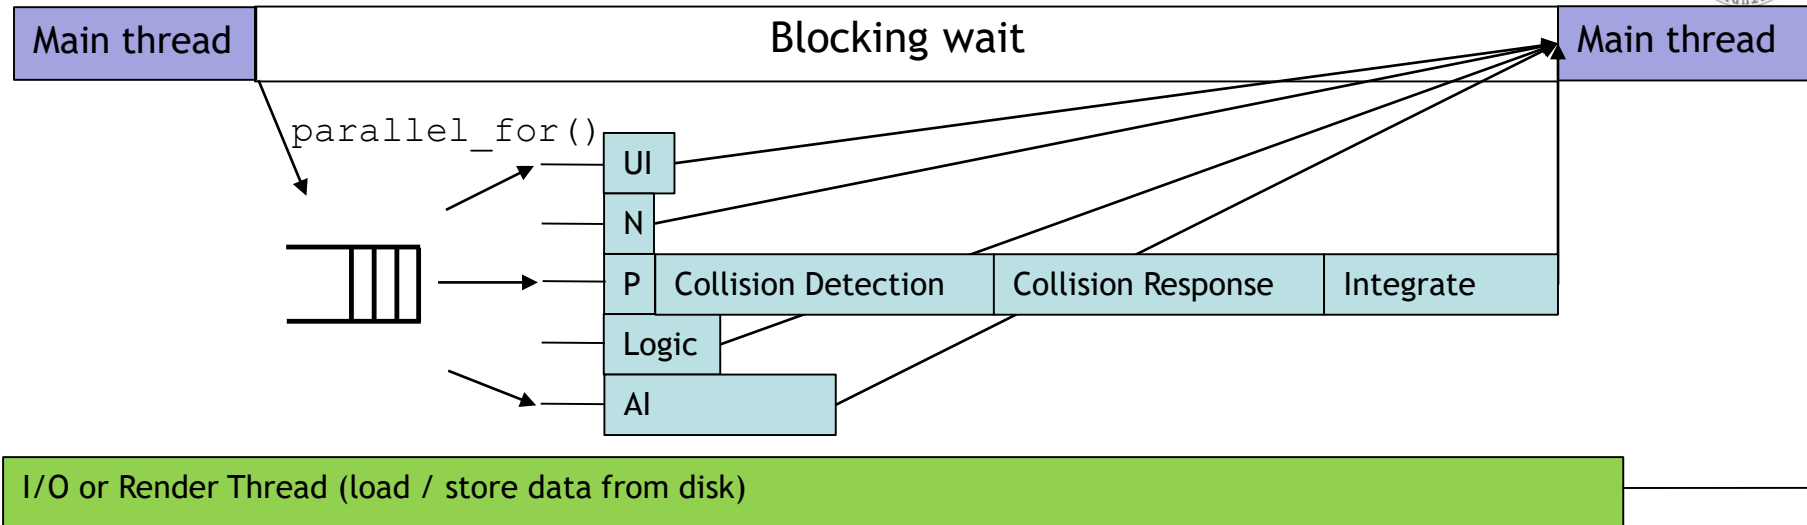 Main thread
Blocking wait
Main thread
parallel_for()
UI
N
P
Collision Detection
Collision Response
Integrate
Logic
AI
I/O or Render Thread (load / store data from disk)